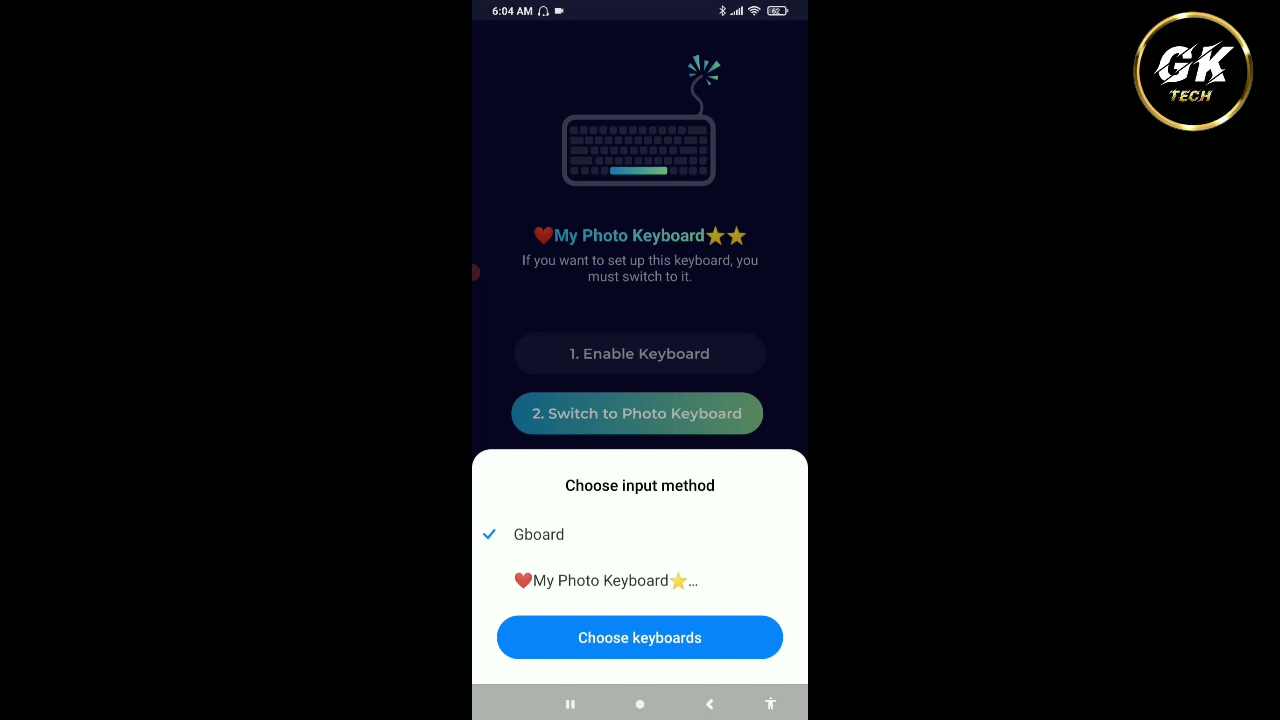 6:04 AM
62
GK
TECH
❤️My Photo Keyboard⭐⭐
If you want to set up this keyboard, you
must switch to it.
1. Enable Keyboard
2. Switch to Photo Keyboard
Choose input method
Gboard
❤️My Photo Keyboard⭐...
Choose keyboards